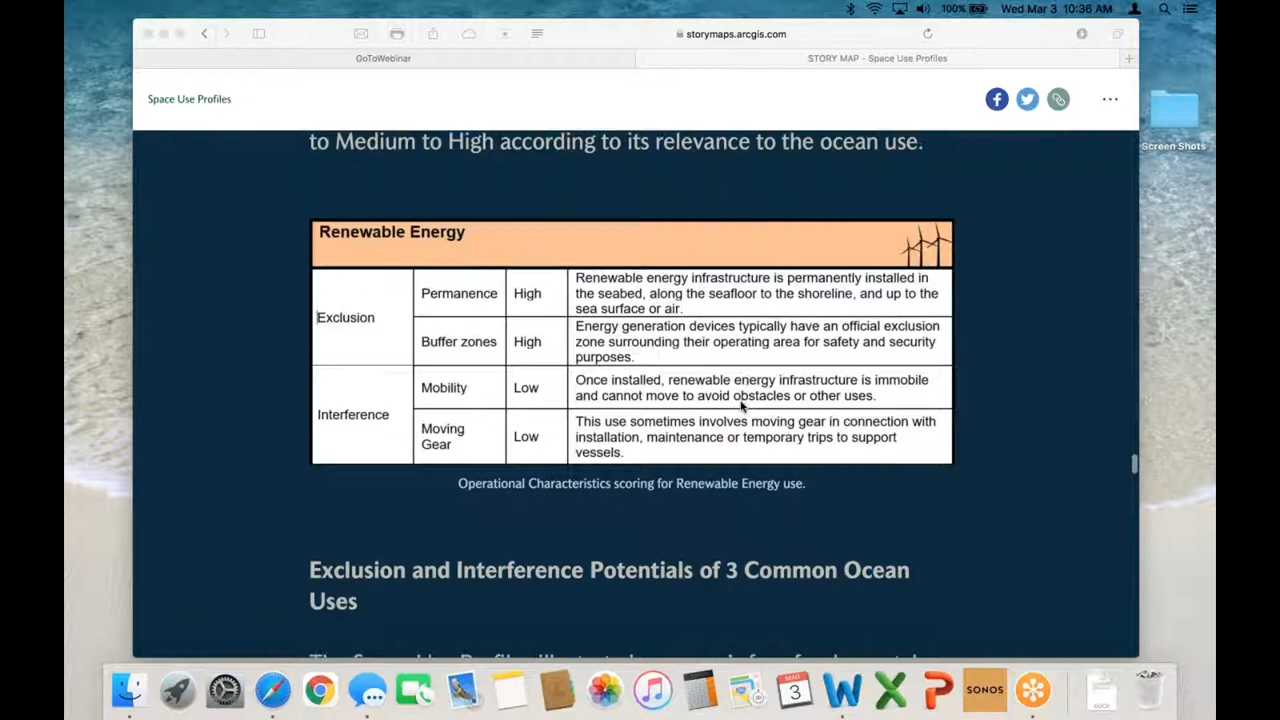 100%
Wed Mar 3 10:36 AM
storymaps.arcgis.com
GoToWebinar
STORY MAP - Space Use Profiles
Space Use Profiles
Screen Shots
to Medium to High according to its relevance to the ocean use.
Renewable Energy
Exclusion
Permanence
High
Renewable energy infrastructure is permanently installed in
the seabed, along the seafloor to the shoreline, and up to the
sea surface or air.
Buffer zones
High
Energy generation devices typically have an official exclusion
zone surrounding their operating area for safety and security
purposes.
Interference
Mobility
Low
Once installed, renewable energy infrastructure is immobile
and cannot move to avoid obstacles or other uses.
Moving
Gear
Low
This use sometimes involves moving gear in connection with
installation, maintenance or temporary trips to support
vessels.
Operational Characteristics scoring for Renewable Energy use.
Exclusion and Interference Potentials of 3 Common Ocean
Uses
MAR
3
SONOS